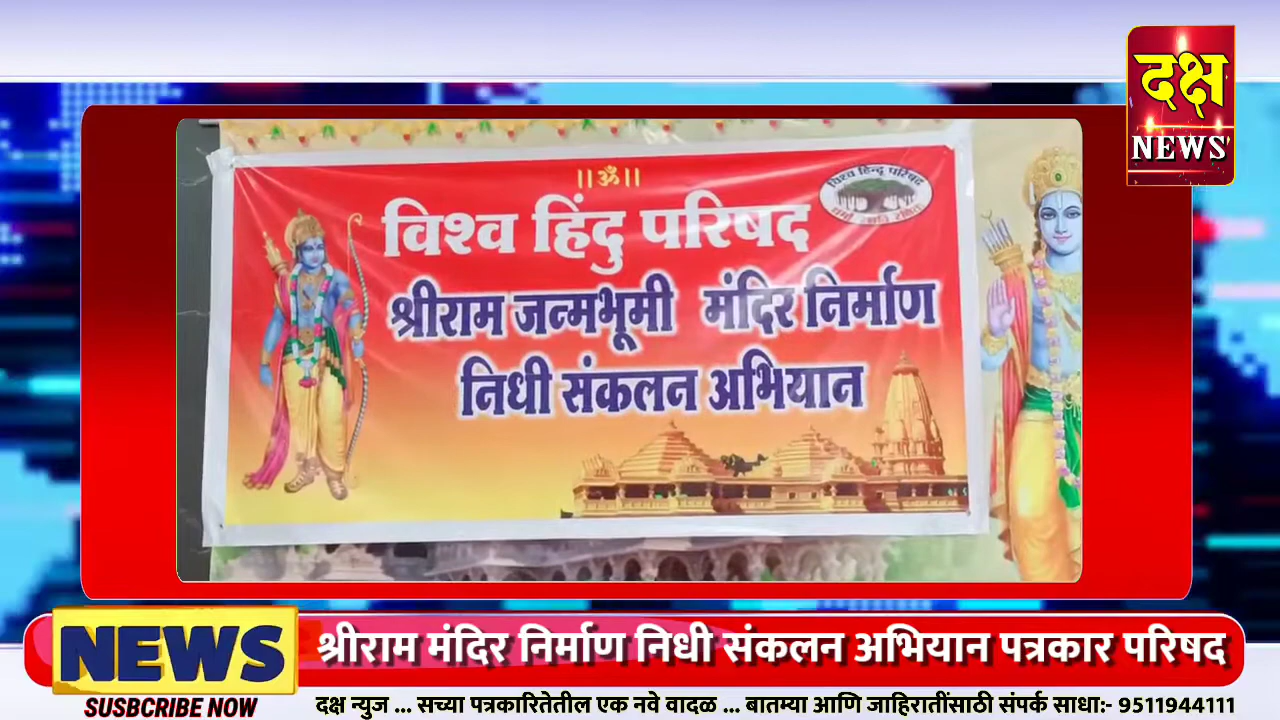 दक्ष
NEWS
||ॐ||
विश्व हिंदु परिषद
विश्व हिन्दु परिषद
श्रीराम जन्मभूमी मंदिर निर्माण
निधी संकलन अभियान
NEWS
श्रीराम मंदिर निर्माण निधी संकलन अभियान पत्रकार परिषद
SUSBCRIBE NOW
दक्ष न्युज ... सच्या पत्रकारितेतील एक नवे वादळ ... बातम्या आणि जाहिरातींसाठी संपर्क साधा:- 9511944111